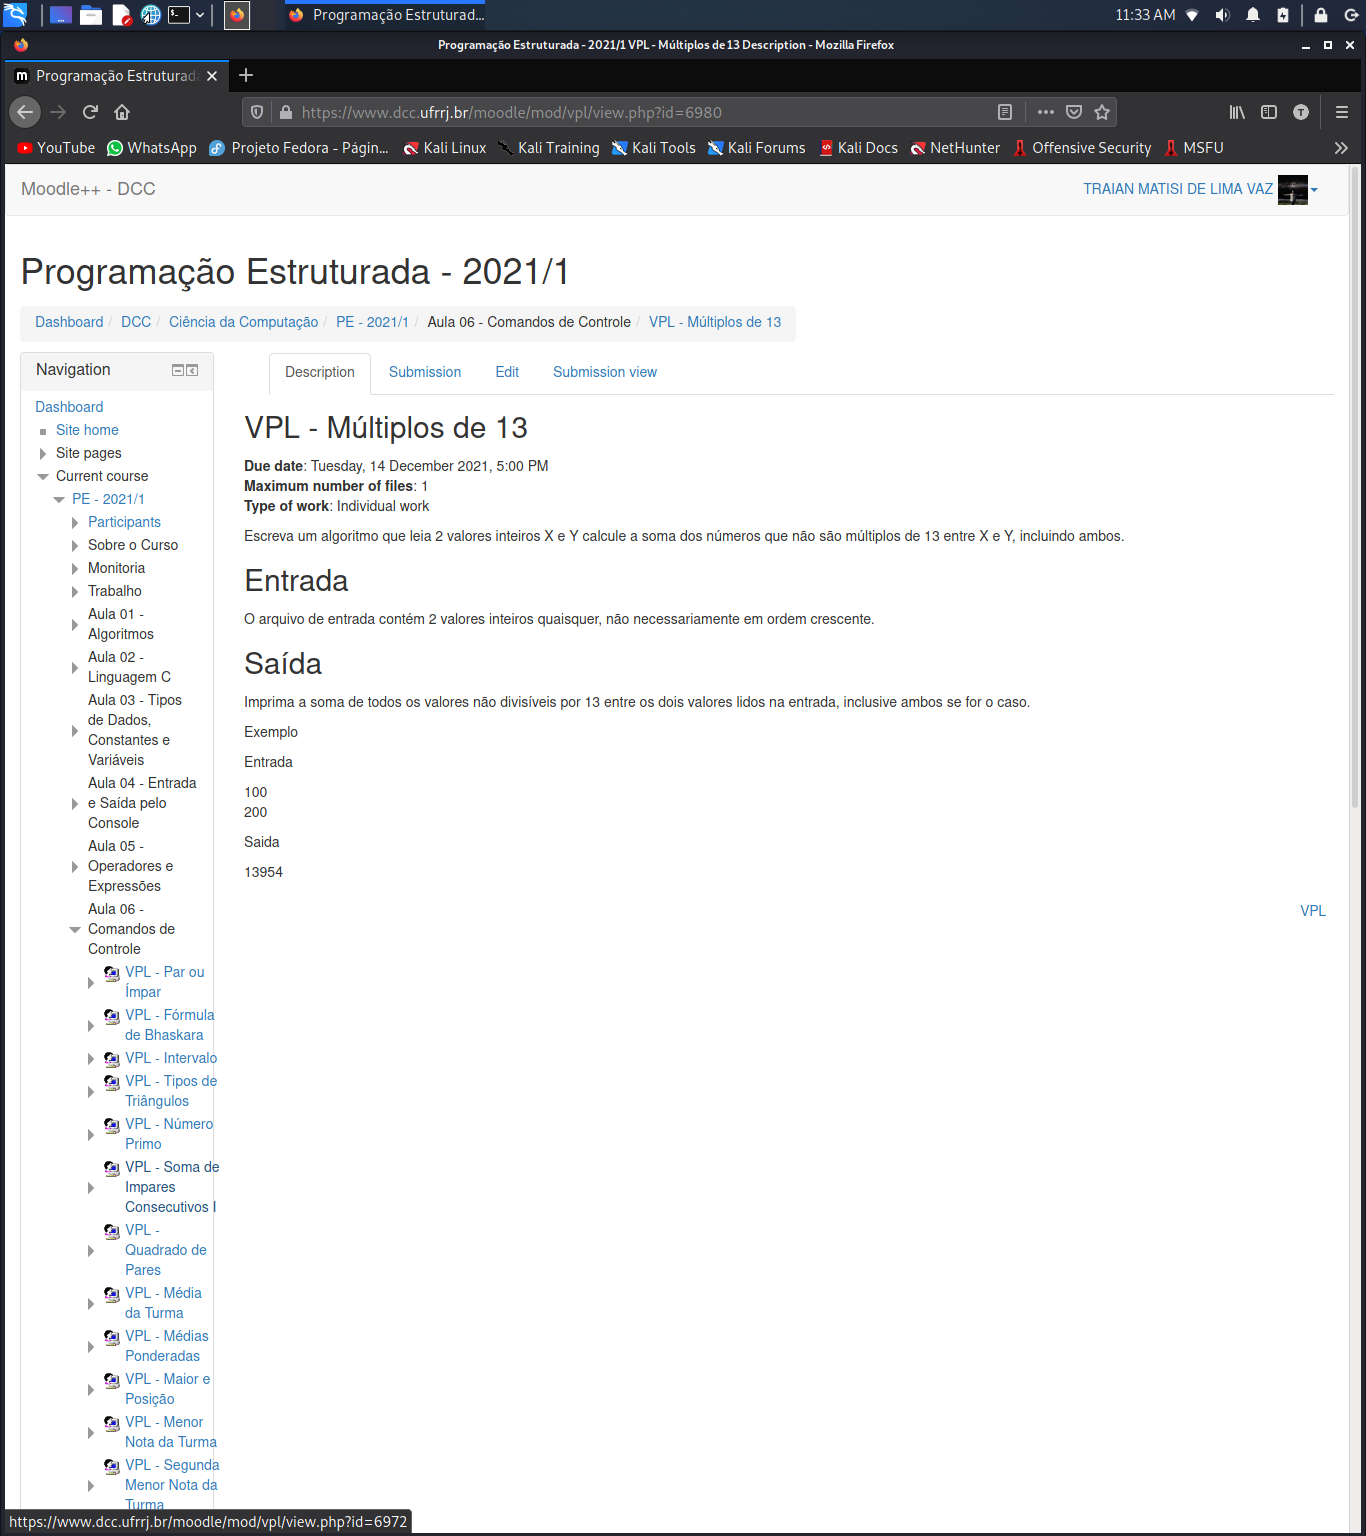 Programação Estruturad...
11:33 AM
Programação Estruturada - 2021/1 VPL - Múltiplos de 13 Description - Mozilla Firefox
Programação Estruturada
https://www.dcc.ufrrj.br/moodle/mod/vpl/view.php?id=6980
YouTube WhatsApp Projeto Fedora - Págin... Kali Linux Kali Training Kali Tools Kali Forums Kali Docs NetHunter Offensive Security MSFU
Moodle++ - DCC
TRAIAN MATISI DE LIMA VAZ
Programação Estruturada - 2021/1
Dashboard / DCC / Ciência da Computação / PE - 2021/1 / Aula 06 - Comandos de Controle / VPL - Múltiplos de 13
Navigation
Dashboard
Site home
Site pages
Current course
PE - 2021/1
Participants
Sobre o Curso
Monitoria
Trabalho
Aula 01 -
Algoritmos
Aula 02 -
Linguagem C
Aula 03 - Tipos
de Dados,
Constantes e
Variáveis
Aula 04 - Entrada
e Saída pelo
Console
Aula 05 -
Operadores e
Expressões
Aula 06 -
Comandos de
Controle
VPL - Par ou
Ímpar
VPL - Fórmula
de Bhaskara
VPL - Intervalo
VPL - Tipos de
Triângulos
VPL - Número
Primo
VPL - Soma de
Impares
Consecutivos I
VPL -
Quadrado de
Pares
VPL - Média
da Turma
VPL - Médias
Ponderadas
VPL - Maior e
Posição
VPL - Menor
Nota da Turma
VPL - Segunda
Menor Nota da
Turma
Description Submission Edit Submission view
VPL - Múltiplos de 13
Due date: Tuesday, 14 December 2021, 5:00 PM
Maximum number of files: 1
Type of work: Individual work
Escreva um algoritmo que leia 2 valores inteiros X e Y calcule a soma dos números que não são múltiplos de 13 entre X e Y, incluindo ambos.
Entrada
O arquivo de entrada contém 2 valores inteiros quaisquer, não necessariamente em ordem crescente.
Saída
Imprima a soma de todos os valores não divisíveis por 13 entre os dois valores lidos na entrada, inclusive ambos se for o caso.
Exemplo
Entrada
100
200
Saida
13954
VPL
https://www.dcc.ufrrj.br/moodle/mod/vpl/view.php?id=6972